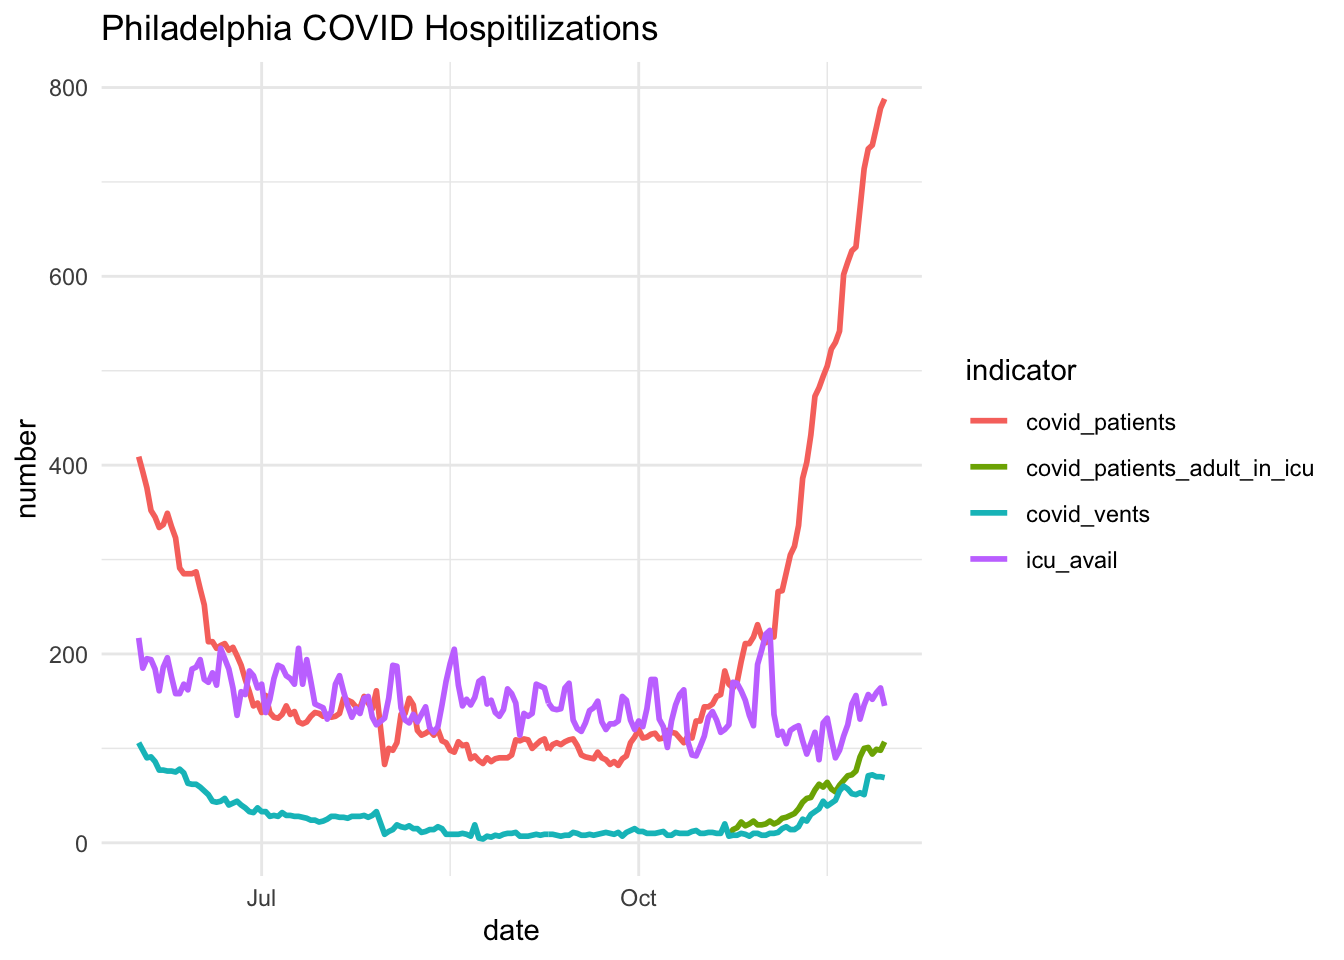 Philadelphia COVID Hospitilizations
800
600
400
200
0
number
Jul
Oct
date
indicator
covid_patients
covid_patients_adult_in_icu
covid_vents
icu_avail